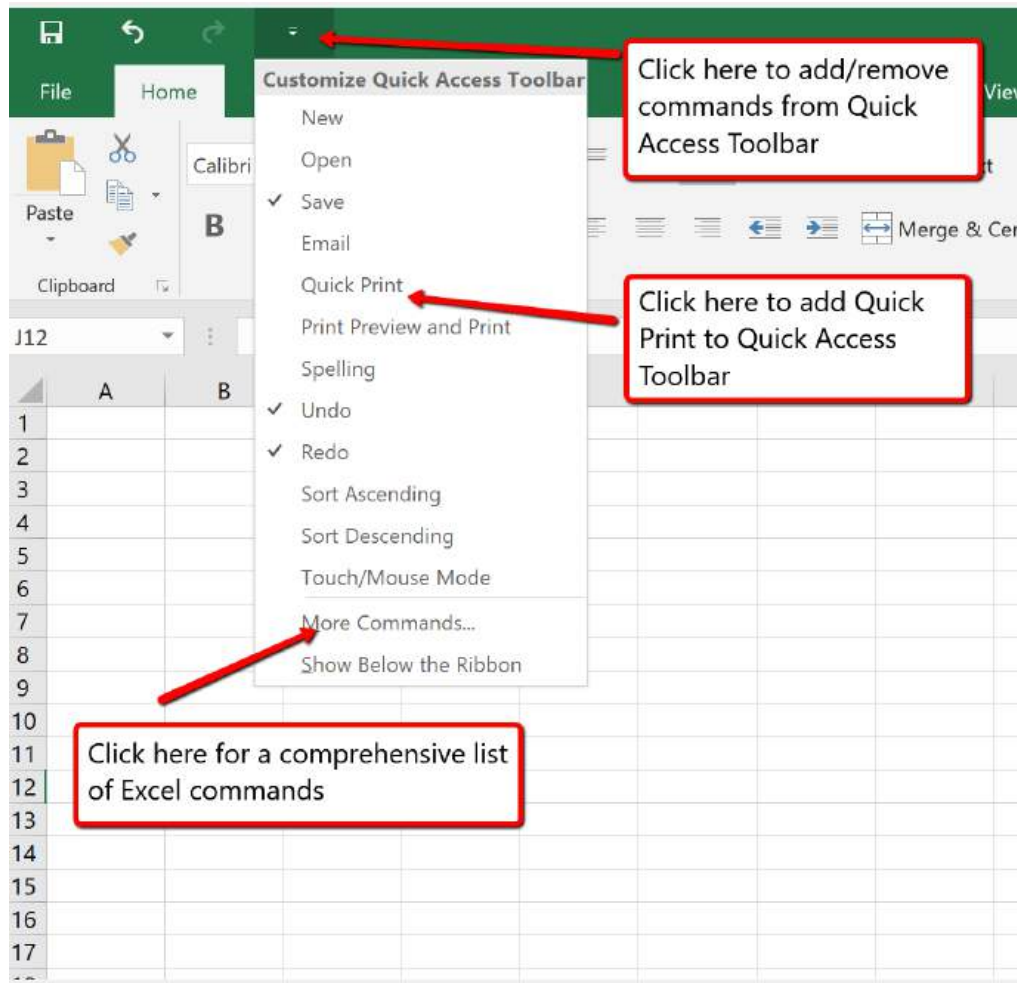 File Home
Customize Quick Access Toolbar
Click here to add/remove
commands from Quick
Access Toolbar
New
Open
Save
Email
Quick Print
Print Preview and Print
Spelling
Undo
Redo
Sort Ascending
Sort Descending
Touch/Mouse Mode
More Commands...
Show Below the Ribbon
Calibri
Paste
B
Merge &
Clipboard
Click here to add Quick
Print to Quick Access
Toolbar
J12
A B
1
2
3
4
5
6
7
8
9
10
11
12
13
14
15
16
17
Click here for a comprehensive list
of Excel commands